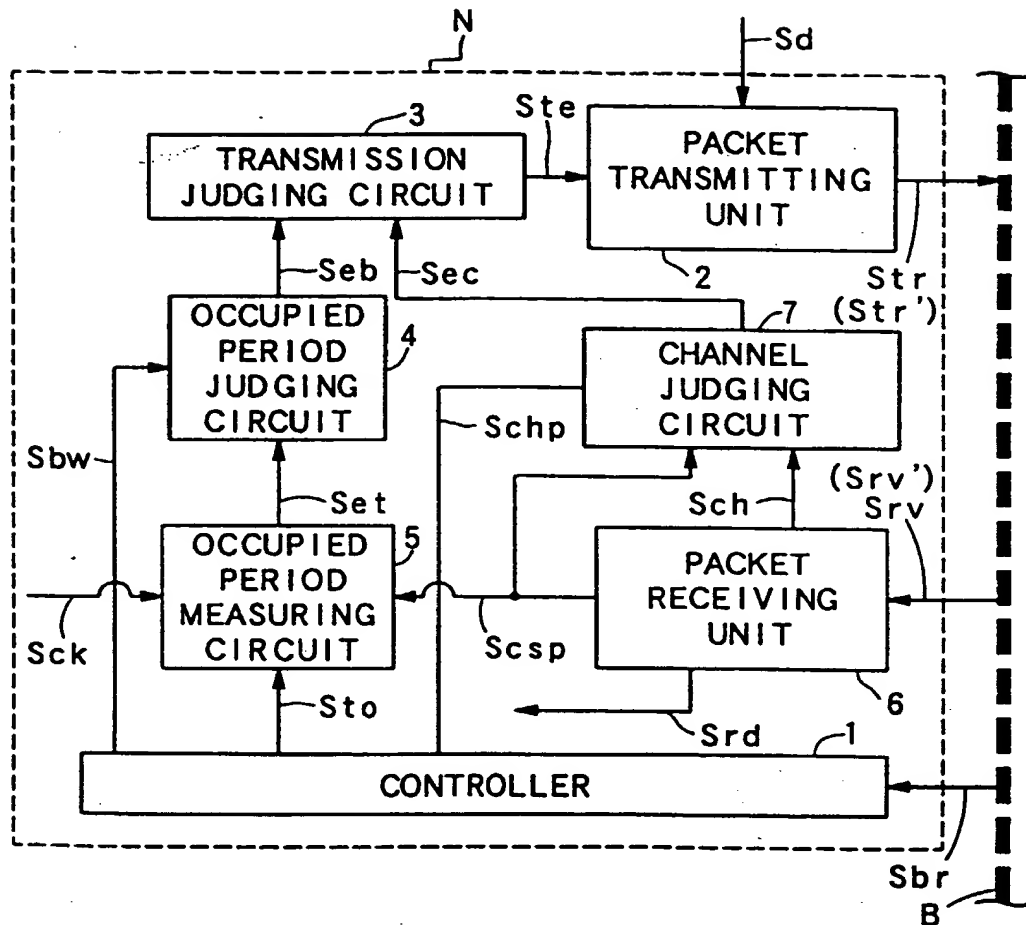 N
Sd
3
Ste
TRANSMISSION
JUDGING CIRCUIT
PACKET
TRANSMITTING
UNIT
2
Str
(Str')
Seb
Sec
7
OCCUPIED
PERIOD
JUDGING
CIRCUIT
4
CHANNEL
JUDGING
CIRCUIT
Sbw
Schp
Set
Sch
(Srv')
Srv
OCCUPIED
PERIOD
MEASURING
CIRCUIT
5
PACKET
RECEIVING
UNIT
Sck
Scsp
6
Sto
Srd
1
CONTROLLER
Sbr
B